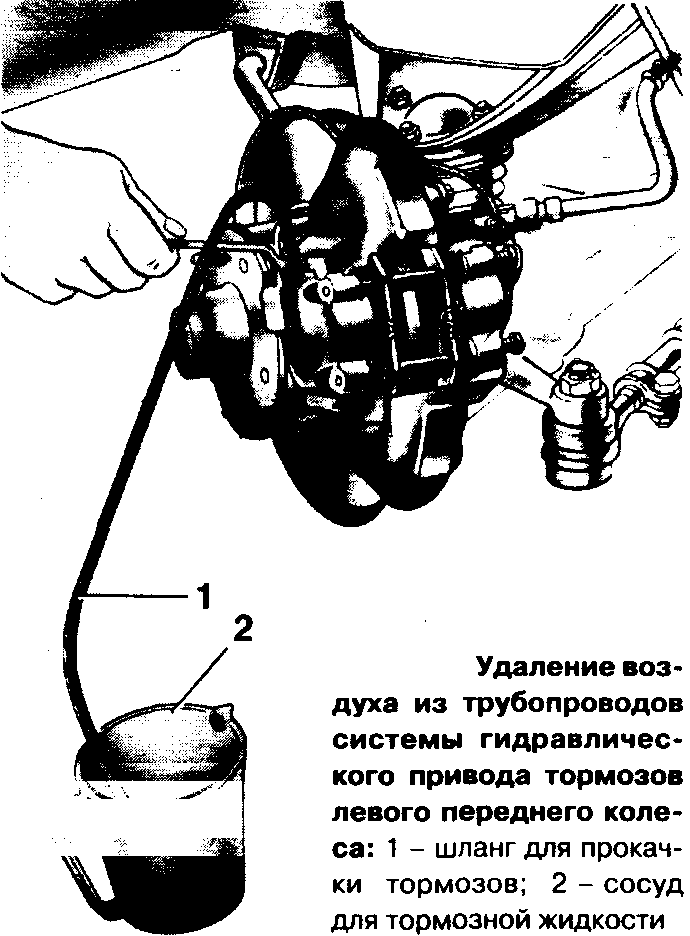 1
2
Удаление воз-
духа из трубопроводов
системы гидравличес-
кого привода тормозов
левого переднего коле-
са: 1 – шланг для прокач-
ки тормозов; 2 – сосуд
для тормозной жидкости